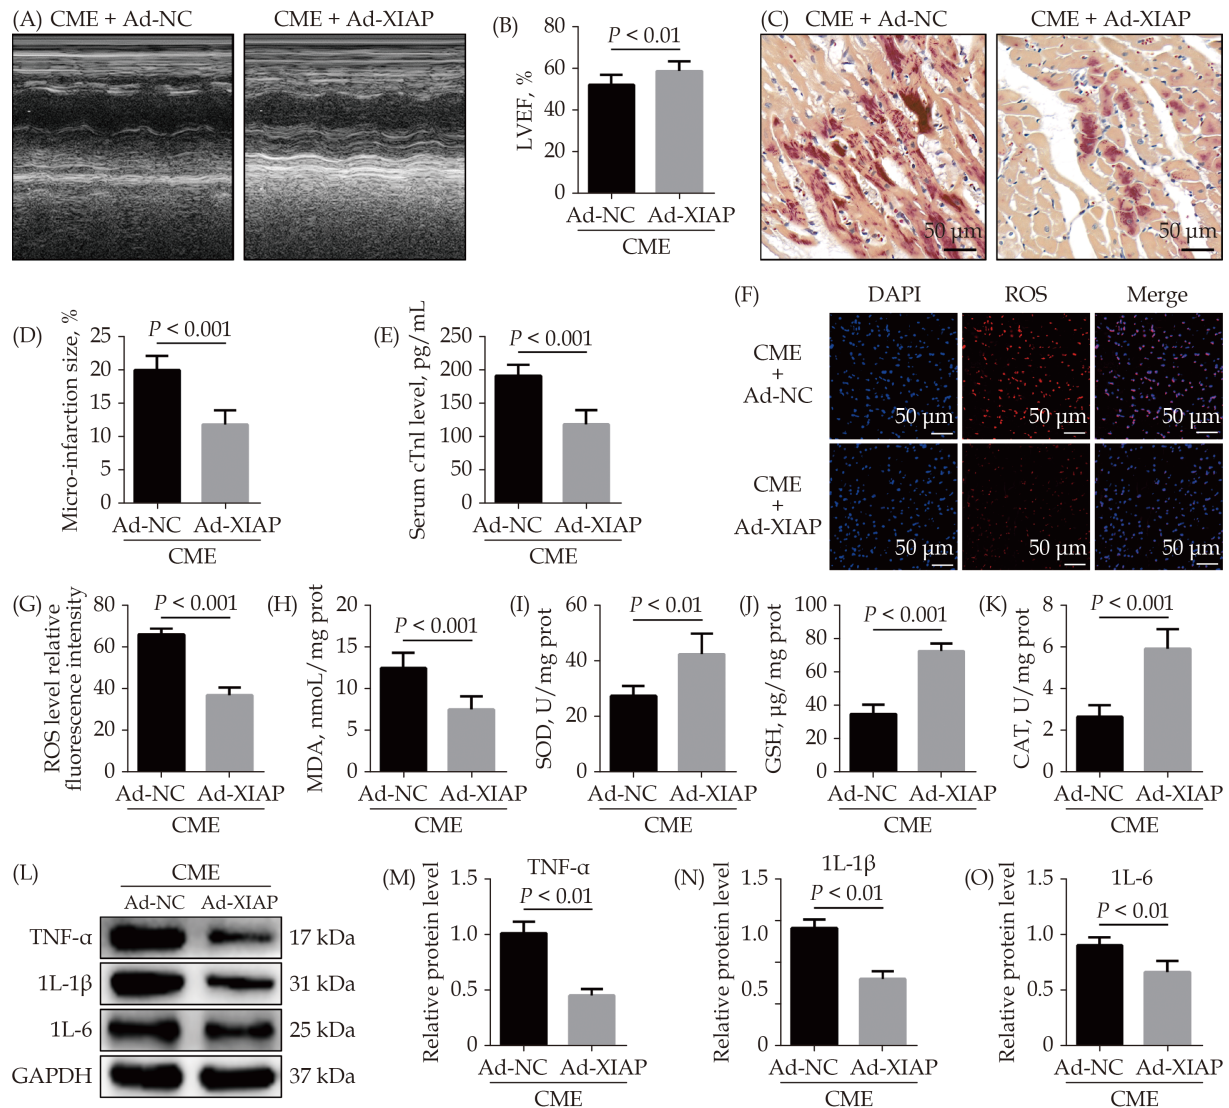 (A) CME + Ad-NC CME + Ad-XIAP
(B)
P < 0.01
LVEF, %
80
60
40
20
0
Ad-NC Ad-XIAP
CME
(C) CME + Ad-NC CME + Ad-XIAP
50 µm 50 µm
(D)
P < 0.001
Micro-infarction size, %
25
20
15
10
5
0
Ad-NC Ad-XIAP
CME
(E)
P < 0.001
Serum cTnl level, pg/mL
250
200
150
100
50
0
Ad-NC Ad-XIAP
CME
(F) DAPI ROS Merge
CME
+
Ad-NC
50 µm 50 µm 50 µm
CME
+
Ad-XIAP
50 µm 50 µm 50 µm
(G)
P < 0.001
ROS level relative
fluorescence intensity
80
60
40
20
0
Ad-NC Ad-XIAP
CME
(H)
P < 0.001
MDA, nmoL/mg prot
20
15
10
5
0
Ad-NC Ad-XIAP
CME
(I)
P < 0.01
SOD, U/mg prot
60
40
20
0
Ad-NC Ad-XIAP
CME
(J)
P < 0.001
GSH, µg/mg prot
100
80
60
40
20
0
Ad-NC Ad-XIAP
CME
(K)
P < 0.001
CAT, U/mg prot
8
6
4
2
0
Ad-NC Ad-XIAP
CME
(L) CME
Ad-NC Ad-XIAP
TNF-α 17 kDa
1L-1β 31 kDa
1L-6 25 kDa
GAPDH 37 kDa
(M) TNF-α
P < 0.01
Relative protein level
1.5
1.0
0.5
0
Ad-NC Ad-XIAP
CME
(N) 1L-1β
P < 0.01
Relative protein level
1.5
1.0
0.5
0
Ad-NC Ad-XIAP
CME
(O) 1L-6
P < 0.01
Relative protein level
1.5
1.0
0.5
0
Ad-NC Ad-XIAP
CME